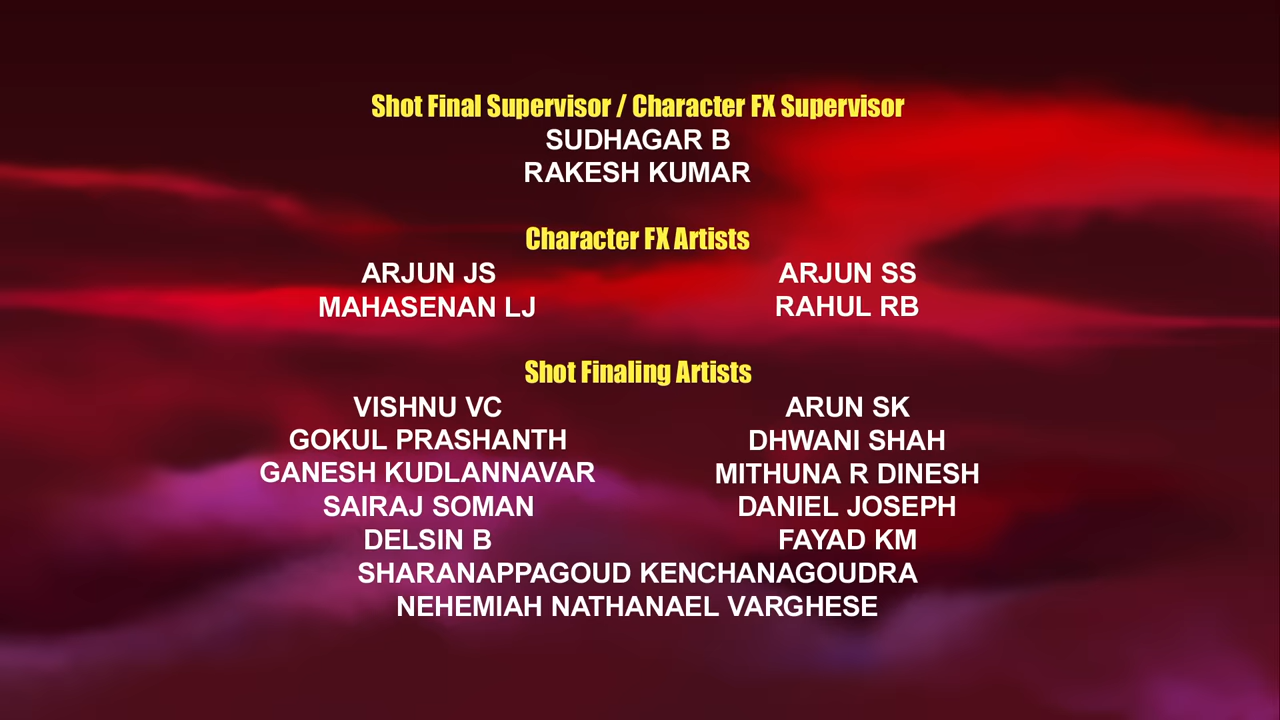 Shot Final Supervisor / Character FX Supervisor
SUDHAGAR B
RAKESH KUMAR
Character FX Artists
ARJUN JS ARJUN SS
MAHASENAN LJ RAHUL RB
Shot Finaling Artists
VISHNU VC ARUN SK
GOKUL PRASHANTH DHWANI SHAH
GANESH KUDLANNAVAR MITHUNA R DINESH
SAIRAJ SOMAN DANIEL JOSEPH
DELSIN B FAYAD KM
SHARANAPPAGOUD KENCHANAGOUDRA
NEHEMIAH NATHANAEL VARGHESE